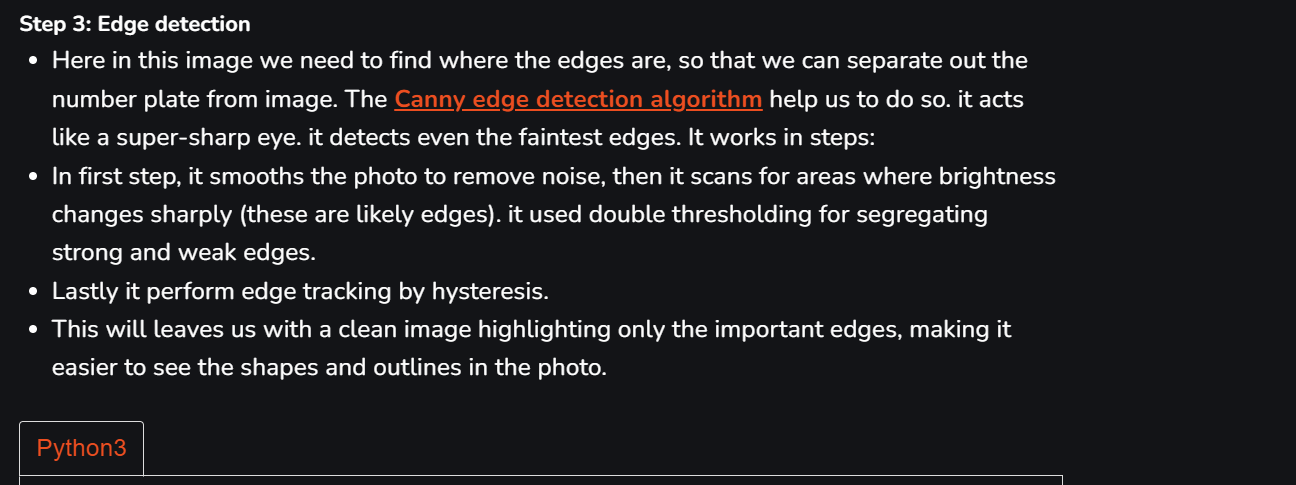 Step 3: Edge detection
• Here in this image we need to find where the edges are, so that we can separate out the
number plate from image. The Canny edge detection algorithm help us to do so. it acts
like a super-sharp eye. it detects even the faintest edges. It works in steps:
• In first step, it smooths the photo to remove noise, then it scans for areas where brightness
changes sharply (these are likely edges). it used double thresholding for segregating
strong and weak edges.
• Lastly it perform edge tracking by hysteresis.
• This will leaves us with a clean image highlighting only the important edges, making it
easier to see the shapes and outlines in the photo.
Python3